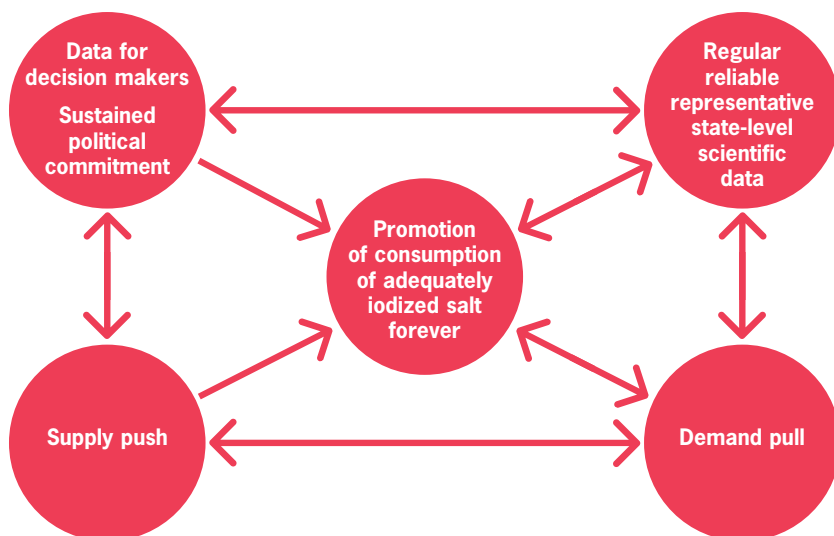 Data for
decision makers
Sustained
political
commitment
Regular
reliable
representative
state-level
scientific
data
Promotion
of consumption
of adequately
iodized salt
forever
Supply push
Demand pull